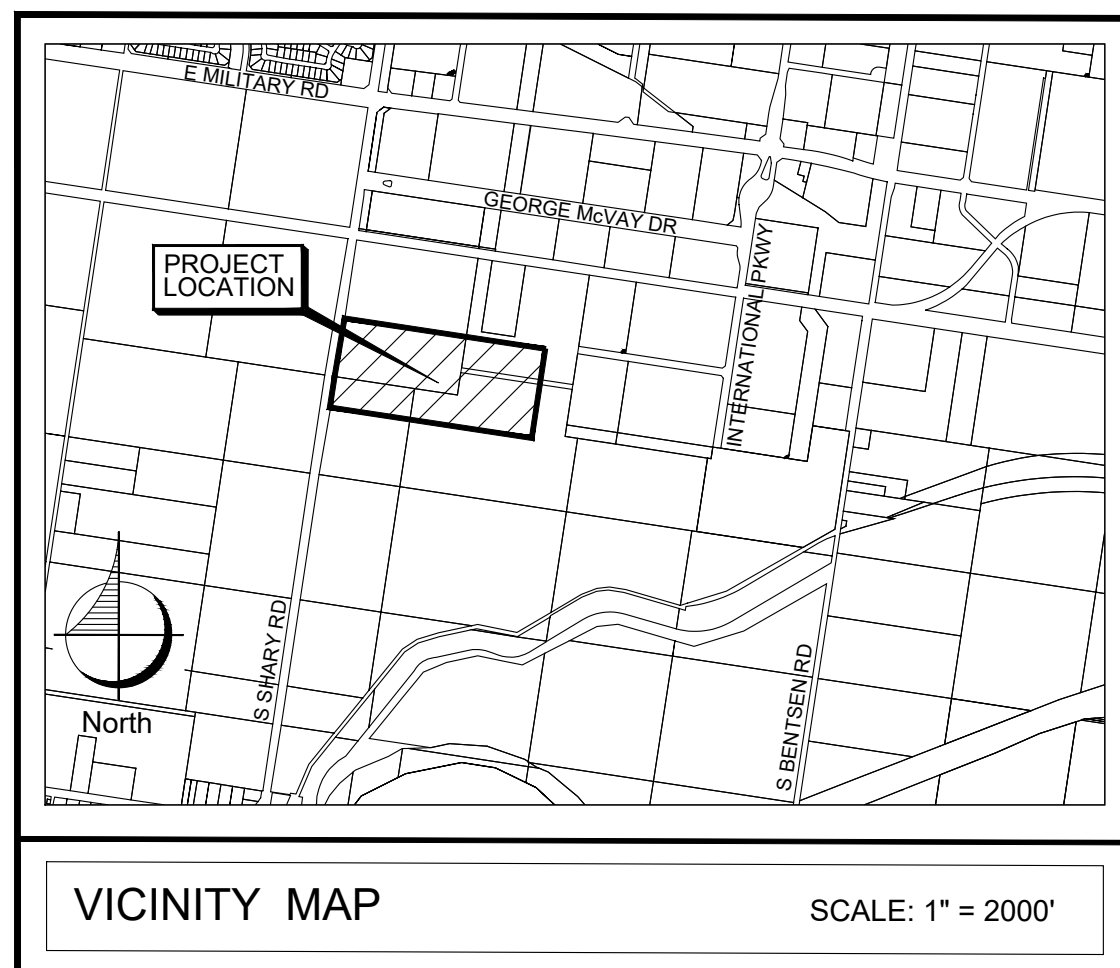 E MILITARY RD
GEORGE McVAY DR
INTERNATIONAL PKWY
PROJECT
LOCATION
S SHARY RD
S BENTSEN RD
North
VICINITY MAP
SCALE: 1" = 2000'